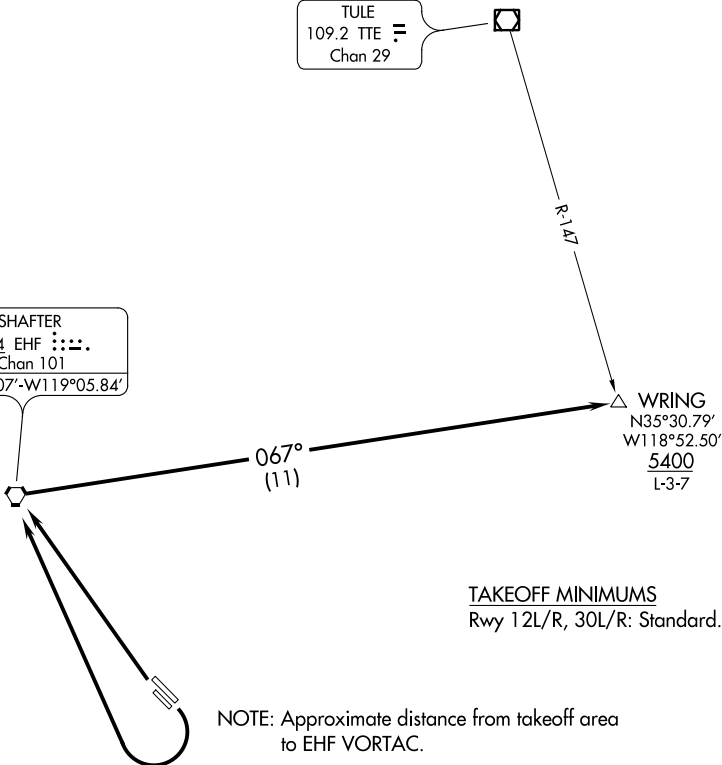 TULE
109.2 TTE
Chan 29
R-147
SHAFTER
4 EHF
Chan 101
07'-W119°05.84'
WRING
N35°30.79'
W118°52.50'
5400
L-3-7
067°
(11)
TAKEOFF MINIMUMS
Rwy 12L/R, 30L/R: Standard.
NOTE: Approximate distance from takeoff area
to EHF VORTAC.